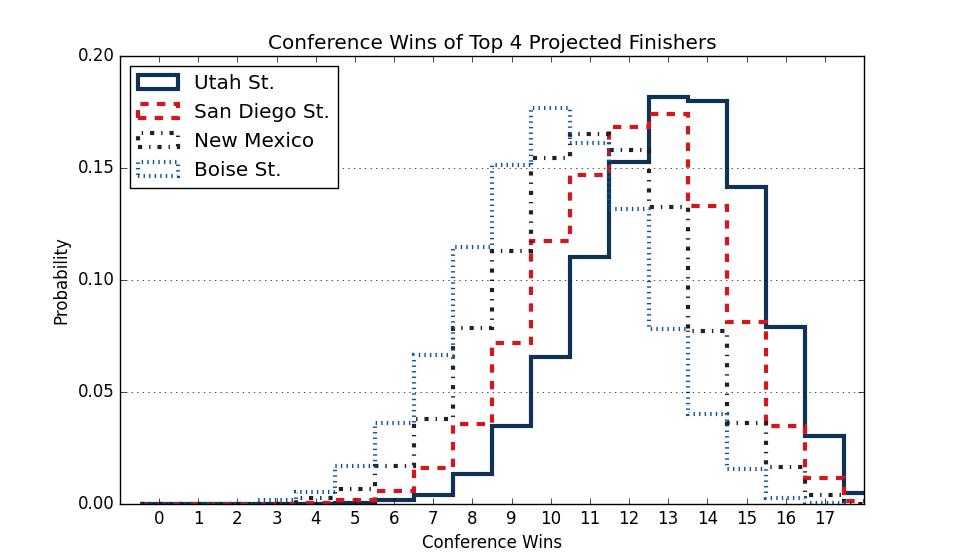 Conference Wins of Top 4 Projected Finishers
0.20
0.15
0.10
0.05
0.00
Probability
Utah St.
San Diego St.
New Mexico
Boise St.
0 1 2 3 4 5 6 7 8 9 10 11 12 13 14 15 16 17
Conference Wins